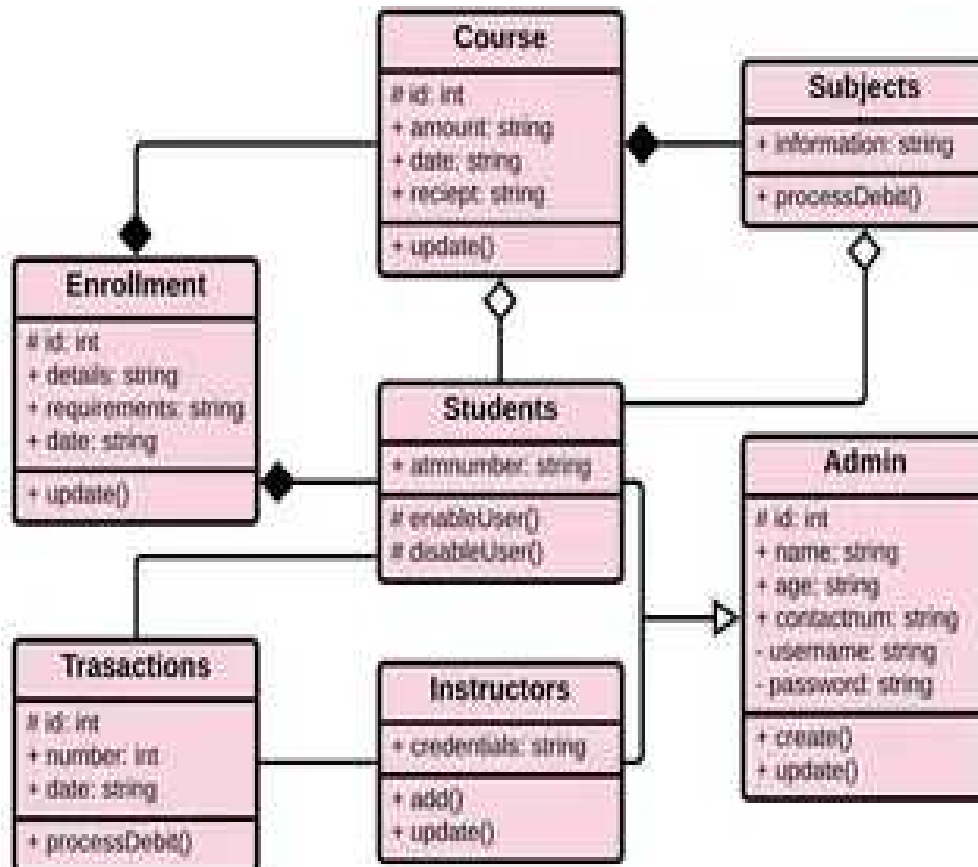 Course
# id: int
+ amount: string
+ date: string
+ reciept: string
+ update()
Subjects
+ information: string
+ processDebit()
Enrollment
# id: int
+ details: string
+ requirements: string
+ date: string
+ update()
Students
+ atmnumber: string
# enableUser()
# disableUser()
Admin
# id: int
+ name: string
+ age: string
+ contactnum: string
- username: string
- password: string
+ create()
+ update()
Trasactions
# id: int
+ number: int
+ date: string
+ processDebit()
Instructors
+ credentials: string
+ add()
+ update()